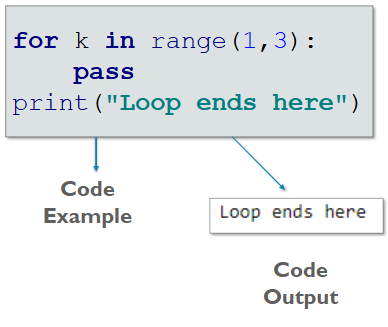 for k in range(1,3):
    pass
print("Loop ends here")
Code
Example
Loop ends here
Code
Output